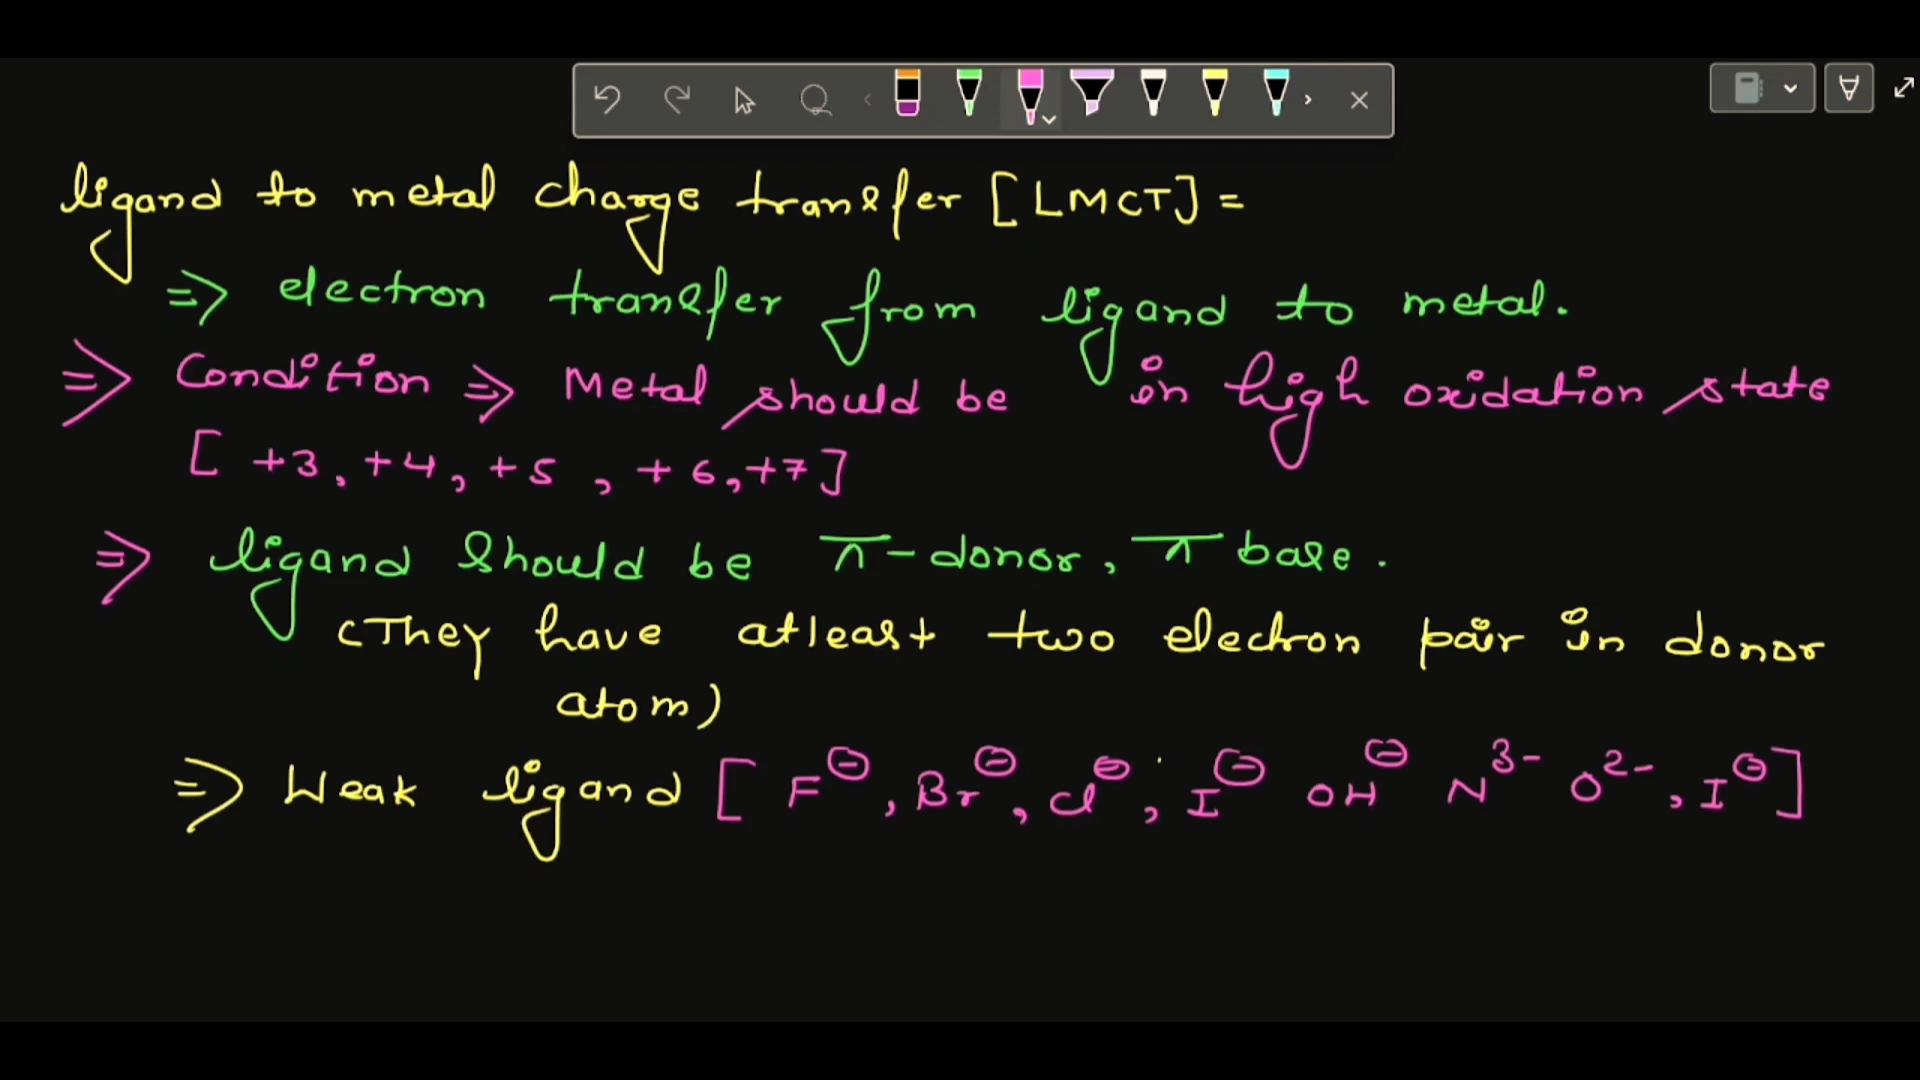 ligand to metal charge transfer [LMCT] =
⇒ electron transfer from ligand to metal.
⇒ Condition ⇒ Metal should be in high oxidation state
[ +3, +4, +5, +6, +7]
⇒ ligand should be π-donor, π base.
(They have atleast two electron pair in donor
atom)
⇒ Weak ligand [ F⊖, Br⊖, Cl⊖, I⊖ OH⊖ N³⁻ O²⁻, I⊖]